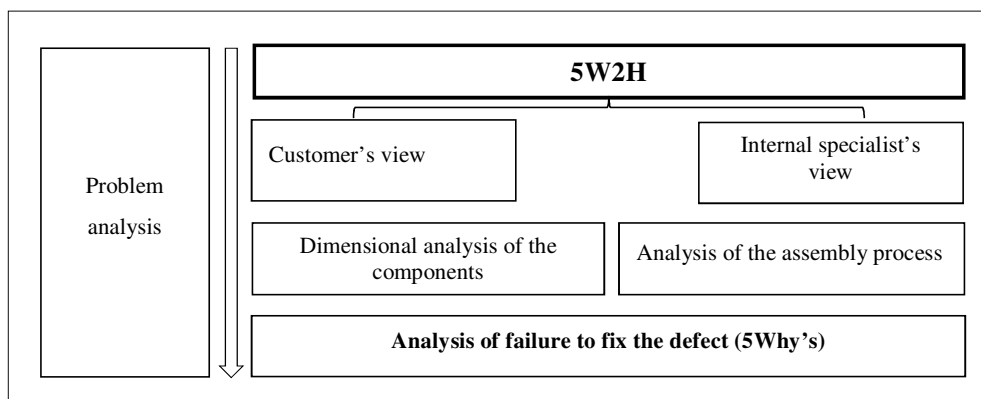 5W2H
Customer’s view
Internal specialist’s
view
Problem
analysis
Dimensional analysis of the
components
Analysis of the assembly process
Analysis of failure to fix the defect (5Why’s)